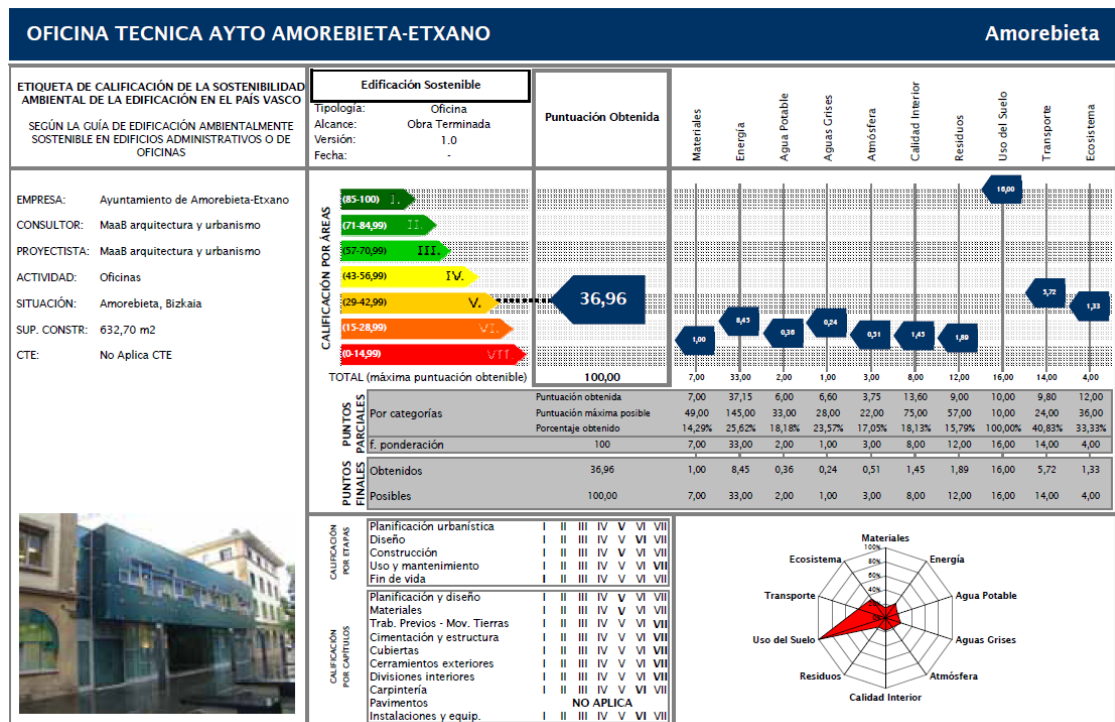 OFICINA TECNICA AYTO AMOREBIETA-ETXANO Amorebieta
ETIQUETA DE CALIFICACIÓN DE LA SOSTENIBILIDAD
AMBIENTAL DE LA EDIFICACIÓN EN EL PAÍS VASCO
SEGÚN LA GUÍA DE EDIFICACIÓN AMBIENTALMENTE
SOSTENIBLE EN EDIFICIOS ADMINISTRATIVOS O DE
OFICINAS
Edificación Sostenible
Tipología: Oficina
Alcance: Obra Terminada
Versión: 1.0
Fecha: -
Puntuación Obtenida
Materiales
Energía
Agua Potable
Aguas Grises
Atmósfera
Calidad Interior
Residuos
Uso del Suelo
Transporte
Ecosistema
EMPRESA: Ayuntamiento de Amorebieta-Etxano
CONSULTOR: MaaB arquitectura y urbanismo
PROYECTISTA: MaaB arquitectura y urbanismo
ACTIVIDAD: Oficinas
SITUACIÓN: Amorebieta, Bizkaia
SUP. CONSTR: 632,70 m2
CTE: No Aplica CTE
CALIFICACIÓN POR ÁREAS
(85-100) I.
(71-84,99) II.
(57-70,99) III.
(43-56,99) IV.
(29-42,99) V.
(15-28,99) VI.
(0-14,99) VII.
36,96
1,00
8,45
0,36
0,24
0,51
1,45
1,89
16,00
5,72
1,33
TOTAL (máxima puntuación obtenible) 100,00 7,00 33,00 2,00 1,00 3,00 8,00 12,00 16,00 14,00 4,00
PUNTOS PARCIALES
Por categorías
Puntuación obtenida 7,00 37,15 6,00 6,60 3,75 13,60 9,00 10,00 9,80 12,00
Puntuación máxima posible 49,00 145,00 33,00 28,00 22,00 75,00 57,00 10,00 24,00 36,00
Porcentaje obtenido 14,29% 25,62% 18,18% 23,57% 17,05% 18,13% 15,79% 100,00% 40,83% 33,33%
f. ponderación 100 7,00 33,00 2,00 1,00 3,00 8,00 12,00 16,00 14,00 4,00
PUNTOS FINALES
Obtenidos 36,96 1,00 8,45 0,36 0,24 0,51 1,45 1,89 16,00 5,72 1,33
Posibles 100,00 7,00 33,00 2,00 1,00 3,00 8,00 12,00 16,00 14,00 4,00
CALIFICACIÓN POR ETAPAS
Planificación urbanística I II III IV V VI VII
Diseño I II III IV V VI VII
Construcción I II III IV V VI VII
Uso y mantenimiento I II III IV V VI VII
Fin de vida I II III IV V VI VII
CALIFICACIÓN POR CAPÍTULOS
Planificación y diseño I II III IV V VI VII
Materiales I II III IV V VI VII
Trab. Previos - Mov. Tierras I II III IV V VI VII
Cimentación y estructura I II III IV V VI VII
Cubiertas I II III IV V VI VII
Cerramientos exteriores I II III IV V VI VII
Divisiones interiores I II III IV V VI VII
Carpintería I II III IV V VI VII
Pavimentos NO APLICA
Instalaciones y equip. I II III IV V VI VII
Materiales
Energía
Agua Potable
Aguas Grises
Atmósfera
Calidad Interior
Residuos
Uso del Suelo
Transporte
Ecosistema
100%
80%
60%
40%